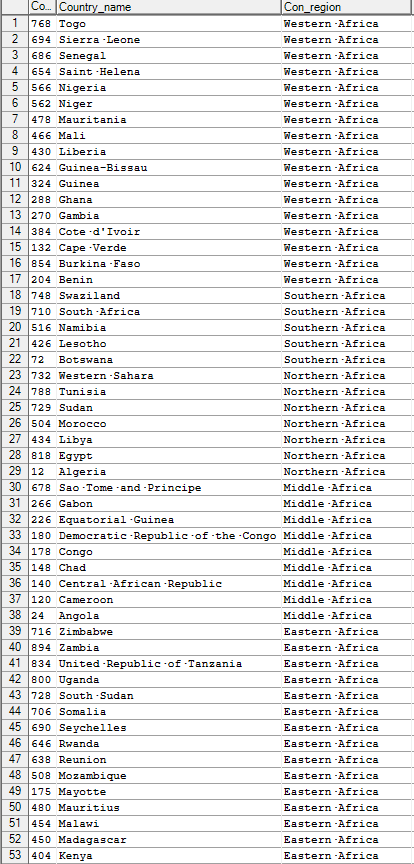 Co... Country_name Con_region
1 768 Togo Western·Africa
2 694 Sierra·Leone Western·Africa
3 686 Senegal Western·Africa
4 654 Saint·Helena Western·Africa
5 566 Nigeria Western·Africa
6 562 Niger Western·Africa
7 478 Mauritania Western·Africa
8 466 Mali Western·Africa
9 430 Liberia Western·Africa
10 624 Guinea-Bissau Western·Africa
11 324 Guinea Western·Africa
12 288 Ghana Western·Africa
13 270 Gambia Western·Africa
14 384 Cote·d'Ivoir Western·Africa
15 132 Cape·Verde Western·Africa
16 854 Burkina·Faso Western·Africa
17 204 Benin Western·Africa
18 748 Swaziland Southern·Africa
19 710 South·Africa Southern·Africa
20 516 Namibia Southern·Africa
21 426 Lesotho Southern·Africa
22 72 Botswana Southern·Africa
23 732 Western·Sahara Northern·Africa
24 788 Tunisia Northern·Africa
25 729 Sudan Northern·Africa
26 504 Morocco Northern·Africa
27 434 Libya Northern·Africa
28 818 Egypt Northern·Africa
29 12 Algeria Northern·Africa
30 678 Sao·Tome·and·Principe Middle·Africa
31 266 Gabon Middle·Africa
32 226 Equatorial·Guinea Middle·Africa
33 180 Democratic·Republic·of·the·Congo Middle·Africa
34 178 Congo Middle·Africa
35 148 Chad Middle·Africa
36 140 Central·African·Republic Middle·Africa
37 120 Cameroon Middle·Africa
38 24 Angola Middle·Africa
39 716 Zimbabwe Eastern·Africa
40 894 Zambia Eastern·Africa
41 834 United·Republic·of·Tanzania Eastern·Africa
42 800 Uganda Eastern·Africa
43 728 South·Sudan Eastern·Africa
44 706 Somalia Eastern·Africa
45 690 Seychelles Eastern·Africa
46 646 Rwanda Eastern·Africa
47 638 Reunion Eastern·Africa
48 508 Mozambique Eastern·Africa
49 175 Mayotte Eastern·Africa
50 480 Mauritius Eastern·Africa
51 454 Malawi Eastern·Africa
52 450 Madagascar Eastern·Africa
53 404 Kenya Eastern·Africa